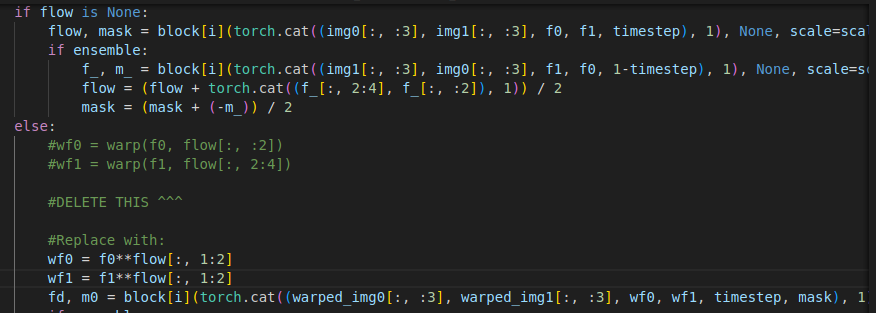 if flow is None:
flow, mask = block[i](torch.cat((img0[:, :3], img1[:, :3], f0, f1, timestep), 1), None, scale=scal
if ensemble:
f_, m_ = block[i](torch.cat((img1[:, :3], img0[:, :3], f1, f0, 1-timestep), 1), None, scale=sc
flow = (flow + torch.cat((f_[:, 2:4], f_[:, :2]), 1)) / 2
mask = (mask + (-m_)) / 2
else:
#wf0 = warp(f0, flow[:, :2])
#wf1 = warp(f1, flow[:, 2:4])
#DELETE THIS ^^^
#Replace with:
wf0 = f0**flow[:, 1:2]
wf1 = f1**flow[:, 1:2]
fd, m0 = block[i](torch.cat((warped_img0[:, :3], warped_img1[:, :3], wf0, wf1, timestep, mask), 1